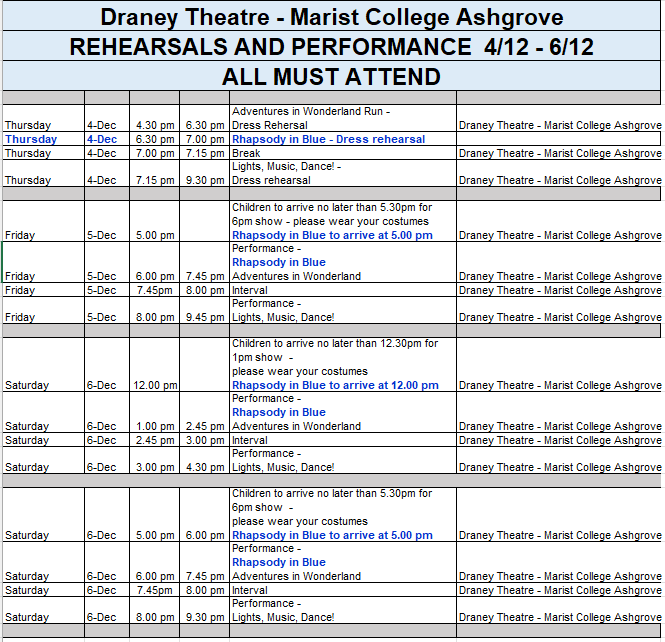 Draney Theatre - Marist College Ashgrove
REHEARSALS AND PERFORMANCE 4/12 - 6/12
ALL MUST ATTEND
Adventures in Wonderland Run -
Thursday 4-Dec 4.30 pm 6.30 pm Dress Rehersal Draney Theatre - Marist College Ashgrove
Thursday 4-Dec 6.30 pm 7.00 pm Rhapsody in Blue - Dress rehearsal
Thursday 4-Dec 7.00 pm 7.15 pm Break Draney Theatre - Marist College Ashgrove
Lights, Music, Dance! -
Thursday 4-Dec 7.15 pm 9.30 pm Dress rehearsal Draney Theatre - Marist College Ashgrove
Children to arrive no later than 5.30pm for
6pm show - please wear your costumes
Friday 5-Dec 5.00 pm Rhapsody in Blue to arrive at 5.00 pm Draney Theatre - Marist College Ashgrove
Performance -
Rhapsody in Blue
Friday 5-Dec 6.00 pm 7.45 pm Adventures in Wonderland Draney Theatre - Marist College Ashgrove
Friday 5-Dec 7.45pm 8.00 pm Interval Draney Theatre - Marist College Ashgrove
Performance -
Friday 5-Dec 8.00 pm 9.45 pm Lights, Music, Dance! Draney Theatre - Marist College Ashgrove
Children to arrive no later than 12.30pm for
1pm show -
please wear your costumes
Saturday 6-Dec 12.00 pm Rhapsody in Blue to arrive at 12.00 pm Draney Theatre - Marist College Ashgrove
Performance -
Rhapsody in Blue
Saturday 6-Dec 1.00 pm 2.45 pm Adventures in Wonderland Draney Theatre - Marist College Ashgrove
Saturday 6-Dec 2.45 pm 3.00 pm Interval Draney Theatre - Marist College Ashgrove
Performance -
Saturday 6-Dec 3.00 pm 4.30 pm Lights, Music, Dance! Draney Theatre - Marist College Ashgrove
Children to arrive no later than 5.30pm for
6pm show -
please wear your costumes
Saturday 6-Dec 5.00 pm 6.00 pm Rhapsody in Blue to arrive at 5.00 pm Draney Theatre - Marist College Ashgrove
Performance -
Rhapsody in Blue
Saturday 6-Dec 6.00 pm 7.45 pm Adventures in Wonderland Draney Theatre - Marist College Ashgrove
Saturday 6-Dec 7.45pm 8.00 pm Interval Draney Theatre - Marist College Ashgrove
Performance -
Saturday 6-Dec 8.00 pm 9.30 pm Lights, Music, Dance! Draney Theatre - Marist College Ashgrove